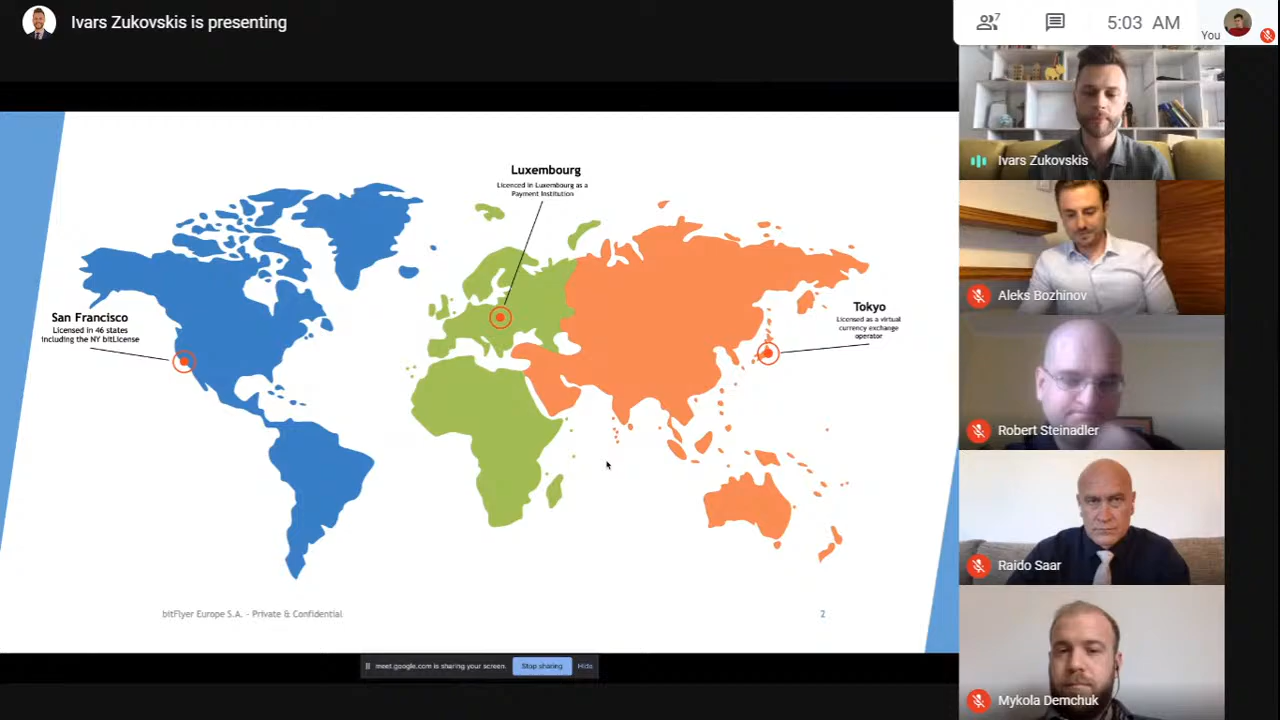 Ivars Zukovskis is presenting
7
5:03 AM
You
Luxembourg
Licenced in Luxembourg as a
Payment Institution
San Francisco
Licensed in 46 states
including the NY bitLicense
Tokyo
Licensed as a virtual
currency exchange
operator
bitFlyer Europe S.A. - Private & Confidential
2
meet.google.com is sharing your screen.
Stop sharing
Hide
Ivars Zukovskis
Aleks Bozhinov
Robert Steinadler
Raido Saar
Mykola Demchuk